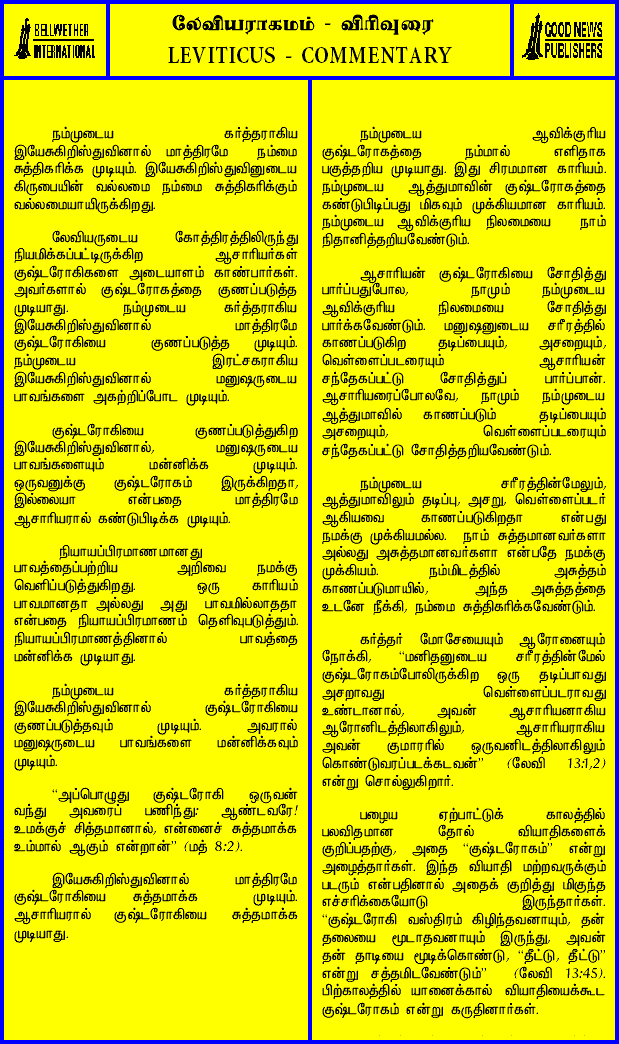 BELLWETHER
INTERNATIONAL
லேவியராகமம் - விரிவுரை
LEVITICUS - COMMENTARY
GOOD NEWS
PUBLISHERS
நம்முடைய கர்த்தராகிய
இயேசுகிறிஸ்துவினால் மாத்திரமே நம்மை
சுத்திகரிக்க முடியும். இயேசுகிறிஸ்துவினுடைய
கிருபையின் வல்லமை நம்மை சுத்திகரிக்கும்
வல்லமையாயிருக்கிறது.
லேவியருடைய கோத்திரத்திலிருந்து
நியமிக்கப்பட்டிருக்கிற ஆசாரியர்கள்
குஷ்டரோகிகளை அடையாளம் காண்பார்கள்.
அவர்களால் குஷ்டரோகத்தை குணப்படுத்த
முடியாது. நம்முடைய கர்த்தராகிய
இயேசுகிறிஸ்துவினால் மாத்திரமே
குஷ்டரோகியை குணப்படுத்த முடியும்.
நம்முடைய இரட்சகராகிய
இயேசுகிறிஸ்துவினால் மனுஷருடைய
பாவங்களை அகற்றிப்போட முடியும்.
குஷ்டரோகியை குணப்படுத்துகிற
இயேசுகிறிஸ்துவினால், மனுஷருடைய
பாவங்களையும் மன்னிக்க முடியும்.
ஒருவனுக்கு குஷ்டரோகம் இருக்கிறதா,
இல்லையா என்பதை மாத்திரமே
ஆசாரியரால் கண்டுபிடிக்க முடியும்.
நியாயப்பிரமாணமானது
பாவத்தைப்பற்றிய அறிவை நமக்கு
வெளிப்படுத்துகிறது. ஒரு காரியம்
பாவமானதா அல்லது அது பாவமில்லாததா
என்பதை நியாயப்பிரமாணம் தெளிவுபடுத்தும்.
நியாயப்பிரமாணத்தினால் பாவத்தை
மன்னிக்க முடியாது.
நம்முடைய கர்த்தராகிய
இயேசுகிறிஸ்துவினால் குஷ்டரோகியை
குணப்படுத்தவும் முடியும். அவரால்
மனுஷருடைய பாவங்களை மன்னிக்கவும்
முடியும்.
“அப்பொழுது குஷ்டரோகி ஒருவன்
வந்து அவரைப் பணிந்து: ஆண்டவரே!
உமக்குச் சித்தமானால், என்னைச் சுத்தமாக்க
உம்மால் ஆகும் என்றான்” (மத் 8:2).
இயேசுகிறிஸ்துவினால் மாத்திரமே
குஷ்டரோகியை சுத்தமாக்க முடியும்.
ஆசாரியரால் குஷ்டரோகியை சுத்தமாக்க
முடியாது.
நம்முடைய ஆவிக்குரிய
குஷ்டரோகத்தை நம்மால் எளிதாக
பகுத்தறிய முடியாது. இது சிரமமான காரியம்.
நம்முடைய ஆத்துமாவின் குஷ்டரோகத்தை
கண்டுபிடிப்பது மிகவும் முக்கியமான காரியம்.
நம்முடைய ஆவிக்குரிய நிலமையை நாம்
நிதானித்தறியவேண்டும்.
ஆசாரியன் குஷ்டரோகியை சோதித்து
பார்ப்பதுபோல, நாமும் நம்முடைய
ஆவிக்குரிய நிலமையை சோதித்து
பார்க்கவேண்டும். மனுஷனுடைய சரீரத்தில்
காணப்படுகிற தடிப்பையும், அசறையும்,
வெள்ளைப்படரையும் ஆசாரியன்
சந்தேகப்பட்டு சோதித்துப் பார்ப்பான்.
ஆசாரியரைப்போலவே, நாமும் நம்முடைய
ஆத்துமாவில் காணப்படும் தடிப்பையும்
அசறையும், வெள்ளைப்படரையும்
சந்தேகப்பட்டு சோதித்தறியவேண்டும்.
நம்முடைய சரீரத்தின்மேலும்,
ஆத்துமாவிலும் தடிப்பு, அசறு, வெள்ளைப்படர்
ஆகியவை காணப்படுகிறதா என்பது
நமக்கு முக்கியமல்ல. நாம் சுத்தமானவர்களா
அல்லது அசுத்தமானவர்களா என்பதே நமக்கு
முக்கியம். நம்மிடத்தில் அசுத்தம்
காணப்படுமாயில், அந்த அசுத்தத்தை
உடனே நீக்கி, நம்மை சுத்திகரிக்கவேண்டும்.
கர்த்தர் மோசேயையும் ஆரோனையும்
நோக்கி, “மனிதனுடைய சரீரத்தின்மேல்
குஷ்டரோகம்போலிருக்கிற ஒரு தடிப்பாவது
அசறாவது வெள்ளைப்படராவது
உண்டானால், அவன் ஆசாரியனாகிய
ஆரோனிடத்திலாகிலும், ஆசாரியராகிய
அவன் குமாரரில் ஒருவனிடத்திலாகிலும்
கொண்டுவரப்படக்கடவன்” (லேவி 13:1,2)
என்று சொல்லுகிறார்.
பழைய ஏற்பாட்டுக் காலத்தில்
பலவிதமான தோல் வியாதிகளைக்
குறிப்பதற்கு, அதை “குஷ்டரோகம்” என்று
அழைத்தார்கள். இந்த வியாதி மற்றவருக்கும்
படரும் என்பதினால் அதைக் குறித்து மிகுந்த
எச்சரிக்கையோடு இருந்தார்கள்.
“குஷ்டரோகி வஸ்திரம் கிழிந்தவனாயும், தன்
தலையை மூடாதவனாயும் இருந்து, அவன்
தன் தாடியை மூடிக்கொண்டு, “தீட்டு, தீட்டு”
என்று சத்தமிடவேண்டும்” (லேவி 13:45).
பிற்காலத்தில் யானைக்கால் வியாதியைக்கூட
குஷ்டரோகம் என்று கருதினார்கள்.